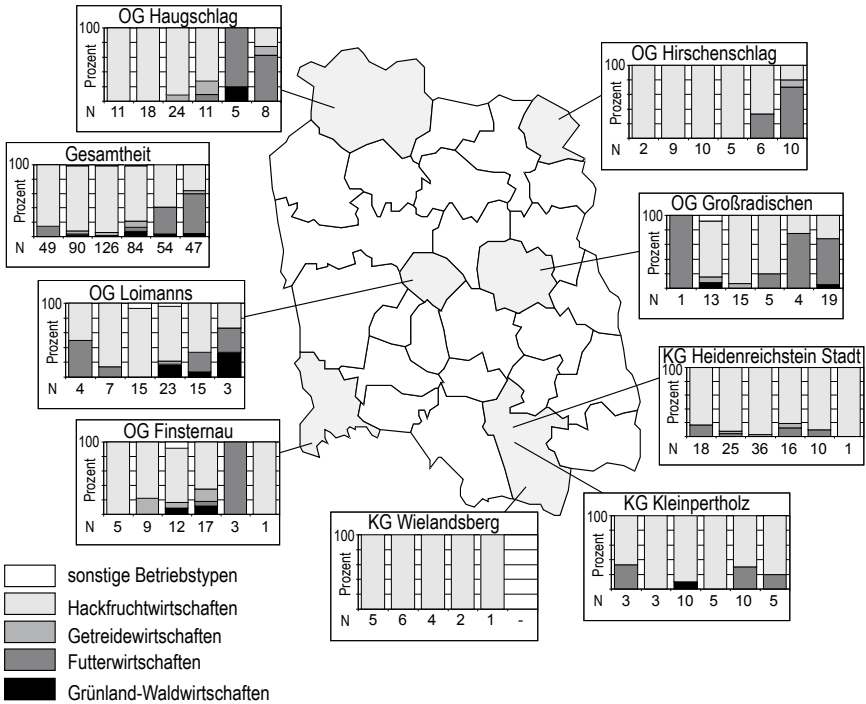 OG Haugschlag
100
Prozent
N 11 18 24 11 5 8
OG Hirschenschlag
100
Prozent
N 2 9 10 5 6 10
Gesamtheit
100
Prozent
N 49 90 126 84 54 47
OG Großradischen
100
Prozent
N 1 13 15 5 4 19
OG Loimanns
100
Prozent
N 4 7 15 23 15 3
KG Heidenreichstein Stadt
100
Prozent
N 18 25 36 16 10 1
OG Finsternau
100
Prozent
N 5 9 12 17 3 1
KG Wielandsberg
100
Prozent
N 5 6 4 2 1 -
KG Kleinpertholz
100
Prozent
N 3 3 10 5 10 5
sonstige Betriebstypen
Hackfruchtwirtschaften
Getreidewirtschaften
Futterwirtschaften
Grünland-Waldwirtschaften